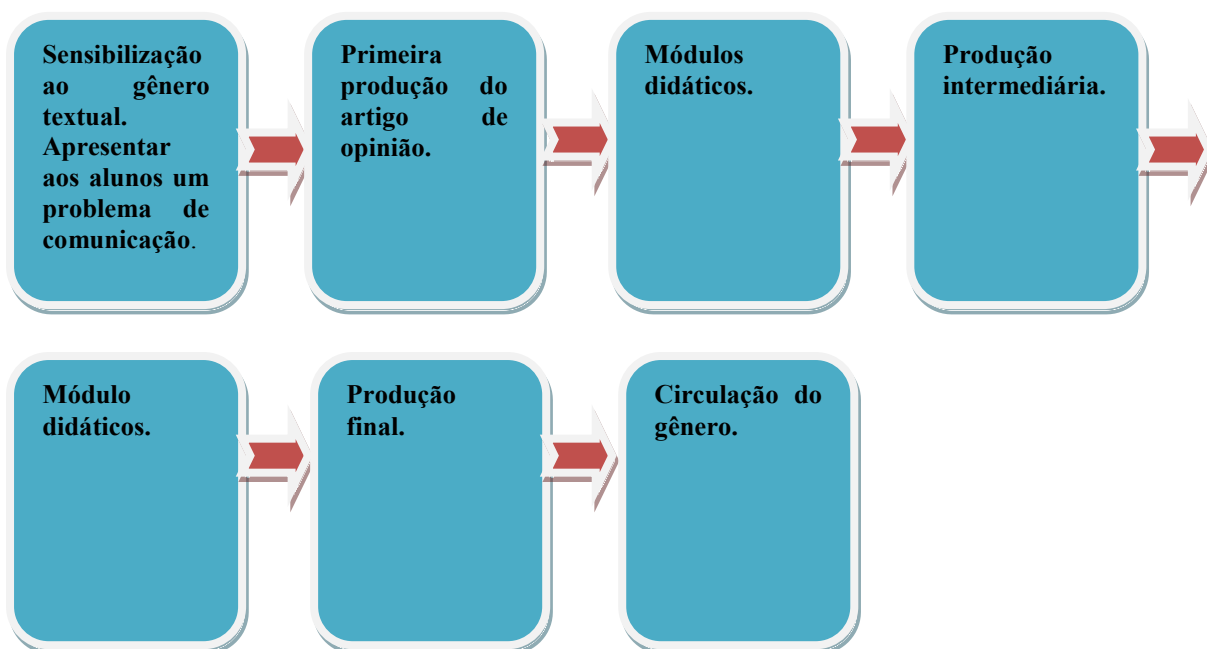 Sensibilização
ao gênero
textual.
Apresentar
aos alunos um
problema de
comunicação.
Primeira
produção do
artigo de
opinião.
Módulos
didáticos.
Produção
intermediária.
Módulo
didáticos.
Produção
final.
Circulação do
gênero.